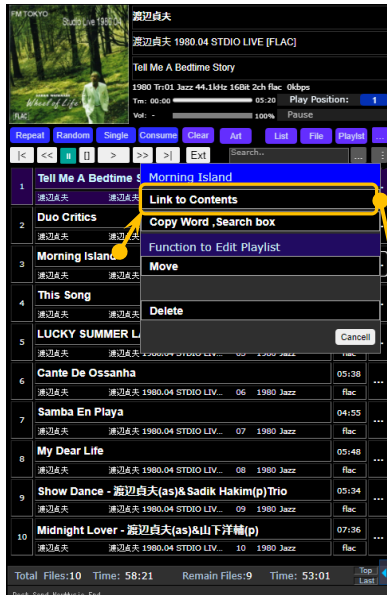 FM TOKYO
Studio Live 1980.04
Wheel of Life
[FLAC]
渡辺貞夫
渡辺貞夫 1980.04 STDIO LIVE [FLAC]
Tell Me A Bedtime Story
1980 Tr:01 Jazz 44.1kHz 16Bit 2ch flac 0kbps
Tm: 00:00 05:20 Play Position: 1
Vol: - 100% Pause
Repeat Random Single Consume Clear Art List File Playlist ...
|< << II [] > >> >| Ext Search.. ...
1 Tell Me A Bedtime S
渡辺貞夫 渡辺貞夫
2 Duo Critics
渡辺貞夫 渡辺貞夫
3 Morning Island
渡辺貞夫 渡辺貞夫
4 This Song
渡辺貞夫 渡辺貞夫
5 LUCKY SUMMER L
渡辺貞夫 渡辺貞夫 1980.04 STDIO LIV... 05 1980 Jazz flac
Morning Island
Link to Contents
Copy Word ,Search box
Function to Edit Playlist
Move
Delete
Cancell
6 Cante De Ossanha 05:38 ...
渡辺貞夫 渡辺貞夫 1980.04 STDIO LIV... 06 1980 Jazz flac
7 Samba En Playa 04:55 ...
渡辺貞夫 渡辺貞夫 1980.04 STDIO LIV... 07 1980 Jazz flac
8 My Dear Life 05:48 ...
渡辺貞夫 渡辺貞夫 1980.04 STDIO LIV... 08 1980 Jazz flac
9 Show Dance - 渡辺貞夫(as)& Sadik Hakim(p)Trio 05:34 ...
渡辺貞夫 渡辺貞夫 1980.04 STDIO LIV... 09 1980 Jazz flac
10 Midnight Lover - 渡辺貞夫(as)&山下洋輔(p) 07:36 ...
渡辺貞夫 渡辺貞夫 1980.04 STDIO LIV... 10 1980 Jazz flac
Total Files:10 Time: 58:21 Remain Files:9 Time: 53:01 Top
Last